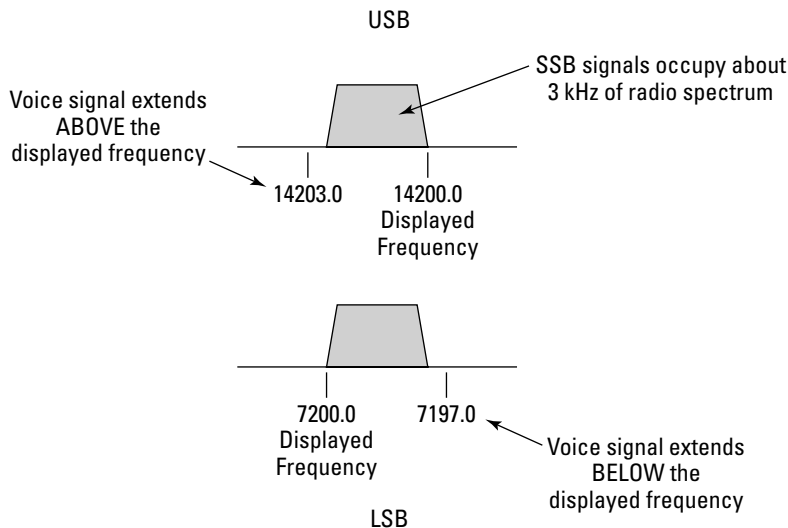 USB
SSB signals occupy about
3 kHz of radio spectrum
Voice signal extends
ABOVE the
displayed frequency
14203.0
14200.0
Displayed
Frequency
7200.0
Displayed
Frequency
7197.0
Voice signal extends
BELOW the
displayed frequency
LSB